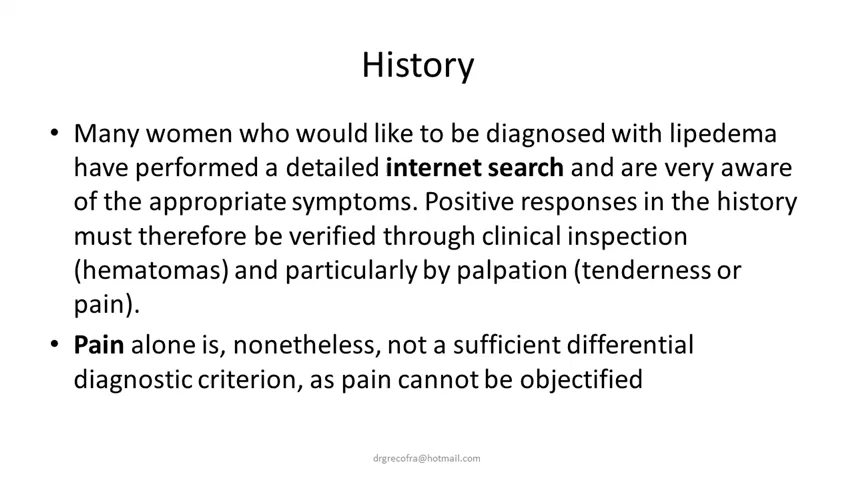 History
• Many women who would like to be diagnosed with lipedema
have performed a detailed internet search and are very aware
of the appropriate symptoms. Positive responses in the history
must therefore be verified through clinical inspection
(hematomas) and particularly by palpation (tenderness or
pain).
• Pain alone is, nonetheless, not a sufficient differential
diagnostic criterion, as pain cannot be objectified
drgrecofra@hotmail.com